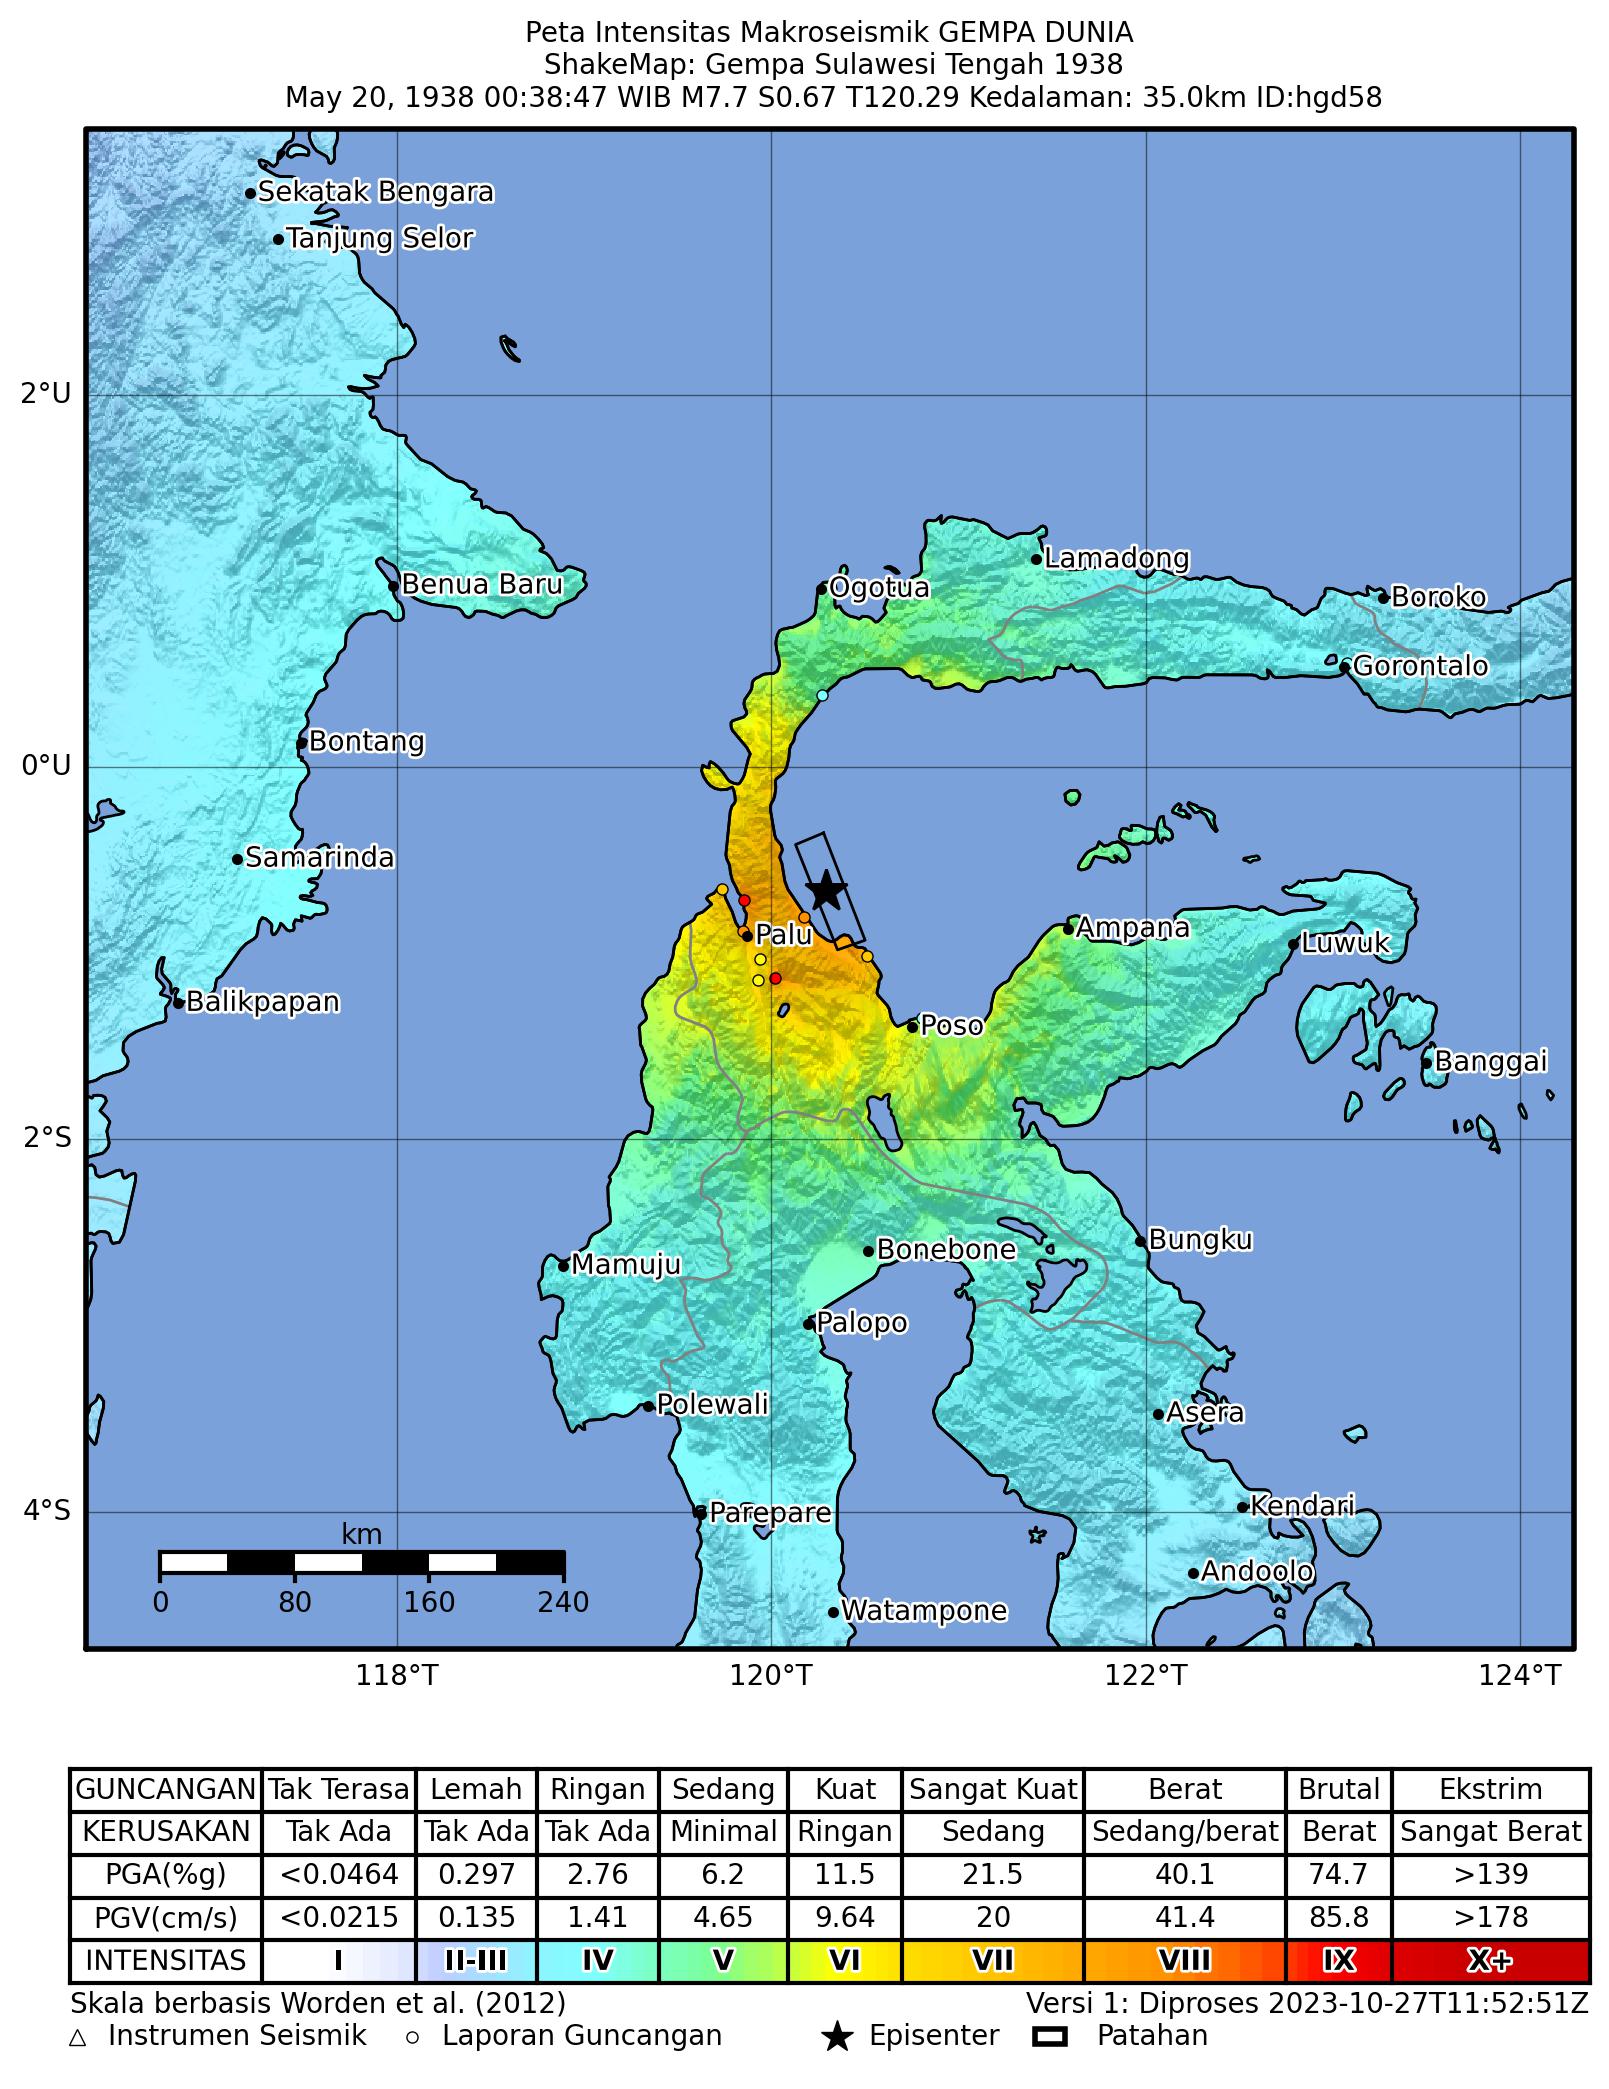 Peta Intensitas Makroseismik GEMPA DUNIA
ShakeMap: Gempa Sulawesi Tengah 1938
May 20, 1938 00:38:47 WIB M7.7 S0.67 T120.29 Kedalaman: 35.0km ID:hgd58
Sekatak Bengara
Tanjung Selor
2°U
Lamadong
Benua Baru
Ogotua
Boroko
Gorontalo
Bontang
0°U
Samarinda
Palu
Ampana
Luwuk
Balikpapan
Poso
Banggai
2°S
Bungku
Bonebone
Mamuju
Palopo
Polewali
Asera
4°S
Parepare
Kendari
km
Andoolo
0 80 160 240
Watampone
118°T 120°T 122°T 124°T
GUNCANGAN Tak Terasa Lemah Ringan Sedang Kuat Sangat Kuat Berat Brutal Ekstrim
KERUSAKAN Tak Ada Tak Ada Tak Ada Minimal Ringan Sedang Sedang/berat Berat Sangat Berat
PGA(%g) <0.0464 0.297 2.76 6.2 11.5 21.5 40.1 74.7 >139
PGV(cm/s) <0.0215 0.135 1.41 4.65 9.64 20 41.4 85.8 >178
INTENSITAS I II-III IV V VI VII VIII IX X+
Skala berbasis Worden et al. (2012) Versi 1: Diproses 2023-10-27T11:52:51Z
Instrumen Seismik Laporan Guncangan Episenter Patahan